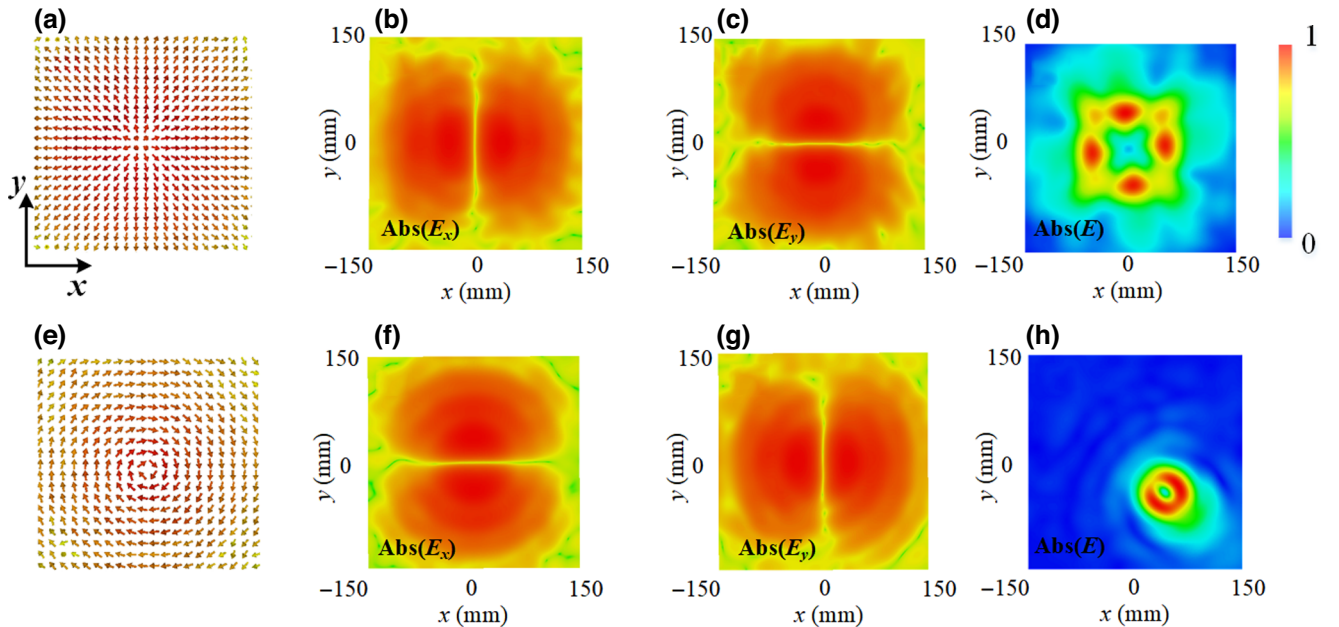 (a)
(b)
(c)
(d)
y
x
150
0
−150
y (mm)
Abs(Ex)
0
150
x (mm)
150
0
y (mm)
Abs(Ey)
−150
0
150
x (mm)
150
0
y (mm)
Abs(E)
−150
0
150
x (mm)
1
0
(e)
(f)
(g)
(h)
150
0
y (mm)
Abs(Ex)
−150
0
150
x (mm)
150
0
y (mm)
Abs(Ey)
−150
0
150
x (mm)
150
0
y (mm)
Abs(E)
−150
0
150
x (mm)